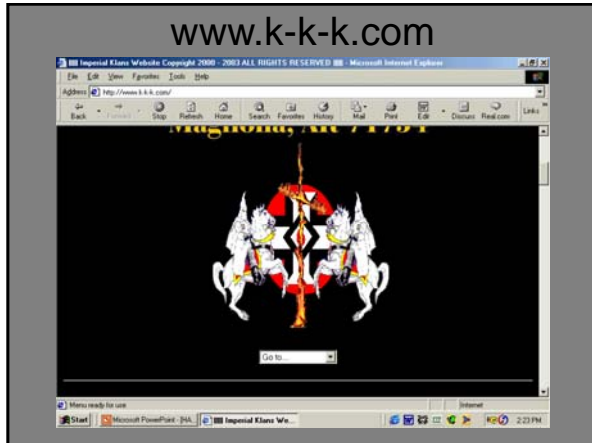 www.k-k-k.com
Imperial Klans Website Copyright 2000 - 2003 ALL RIGHTS RESERVED - Microsoft Internet Explorer
File Edit View Favorites Tools Help
Address http://www.k-k-k.com/
Back Forward Stop Refresh Home Search Favorites History Mail Print Edit Discuss Real.com Links
Magnolia, AR 71754
Go to...
Menu ready for use Internet
Start Microsoft PowerPoint - [HA... Imperial Klans We... 2:23 PM